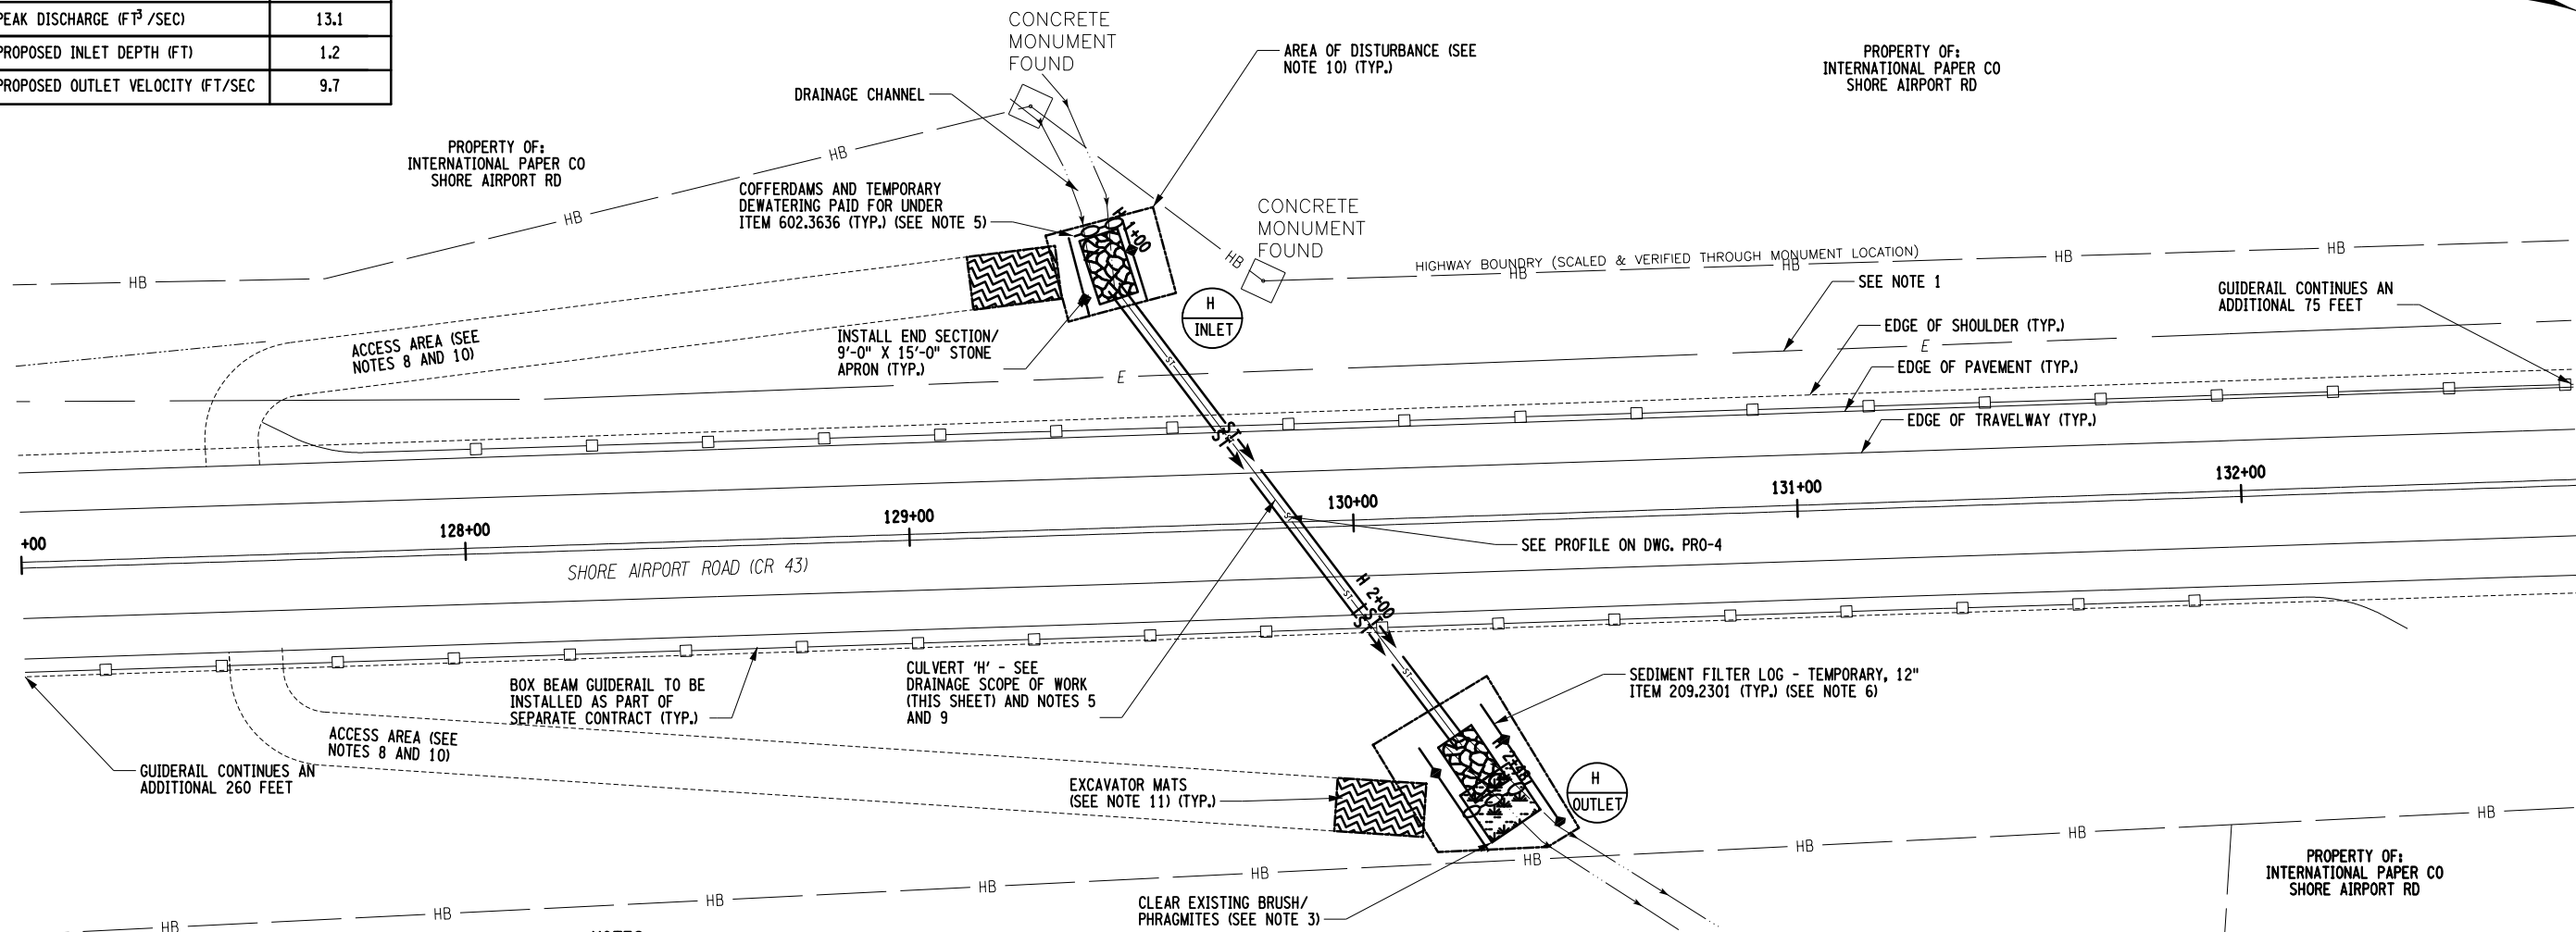 PEAK DISCHARGE (FT³/SEC) 13.1
PROPOSED INLET DEPTH (FT) 1.2
PROPOSED OUTLET VELOCITY (FT/SEC 9.7
CONCRETE
MONUMENT
FOUND
AREA OF DISTURBANCE (SEE
NOTE 10) (TYP.)
PROPERTY OF:
INTERNATIONAL PAPER CO
SHORE AIRPORT RD
DRAINAGE CHANNEL
PROPERTY OF:
INTERNATIONAL PAPER CO
SHORE AIRPORT RD
HB
HB
COFFERDAMS AND TEMPORARY
DEWATERING PAID FOR UNDER
ITEM 602.3636 (TYP.) (SEE NOTE 5)
H 1+00
CONCRETE
MONUMENT
FOUND
HB
HB
HIGHWAY BOUNDRY (SCALED & VERIFIED THROUGH MONUMENT LOCATION)
HB
HB
HB
HB
SEE NOTE 1
GUIDERAIL CONTINUES AN
ADDITIONAL 75 FEET
H
INLET
EDGE OF SHOULDER (TYP.)
E
ACCESS AREA (SEE
NOTES 8 AND 10)
INSTALL END SECTION/
9'-0" X 15'-0" STONE
APRON (TYP.)
ST
E
EDGE OF PAVEMENT (TYP.)
EDGE OF TRAVELWAY (TYP.)
ST
ST
+00
128+00
129+00
130+00
131+00
132+00
ST
SEE PROFILE ON DWG. PRO-4
SHORE AIRPORT ROAD (CR 43)
H 2+00
ST
ST
ST
CULVERT 'H' - SEE
DRAINAGE SCOPE OF WORK
(THIS SHEET) AND NOTES 5
AND 9
ST
SEDIMENT FILTER LOG - TEMPORARY, 12"
ITEM 209.2301 (TYP.) (SEE NOTE 6)
BOX BEAM GUIDERAIL TO BE
INSTALLED AS PART OF
SEPARATE CONTRACT (TYP.)
ACCESS AREA (SEE
NOTES 8 AND 10)
GUIDERAIL CONTINUES AN
ADDITIONAL 260 FEET
EXCAVATOR MATS
(SEE NOTE 11) (TYP.)
H
OUTLET
HB
HB
HB
HB
HB
HB
HB
HB
HB
PROPERTY OF:
INTERNATIONAL PAPER CO
SHORE AIRPORT RD
CLEAR EXISTING BRUSH/
PHRAGMITES (SEE NOTE 3)